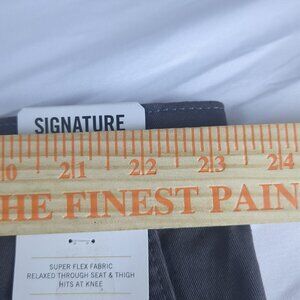 SIGNATURE
0 21 22 23 24
HE FINEST PAIN
SUPER FLEX FABRIC
RELAXED THROUGH SEAT & THIGH
HITS AT KNEE